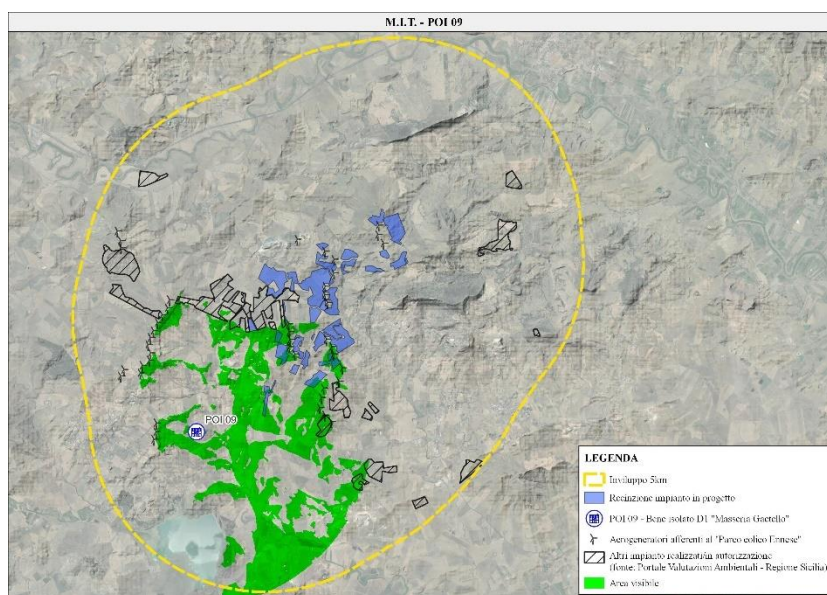 M.I.T. - POI 09
POI 09
LEGENDA
Inviluppo 5km
Recinzione impianto in progetto
POI 09 - Bene isolato D1 "Masseria Gactello"
Aerogeneratori afferenti al "Parco eolico Ennese"
Altri impianto realizzati/in autorizzazione
(fonte: Portale Valutazioni Ambientali - Regione Sicilia)
Area visibile